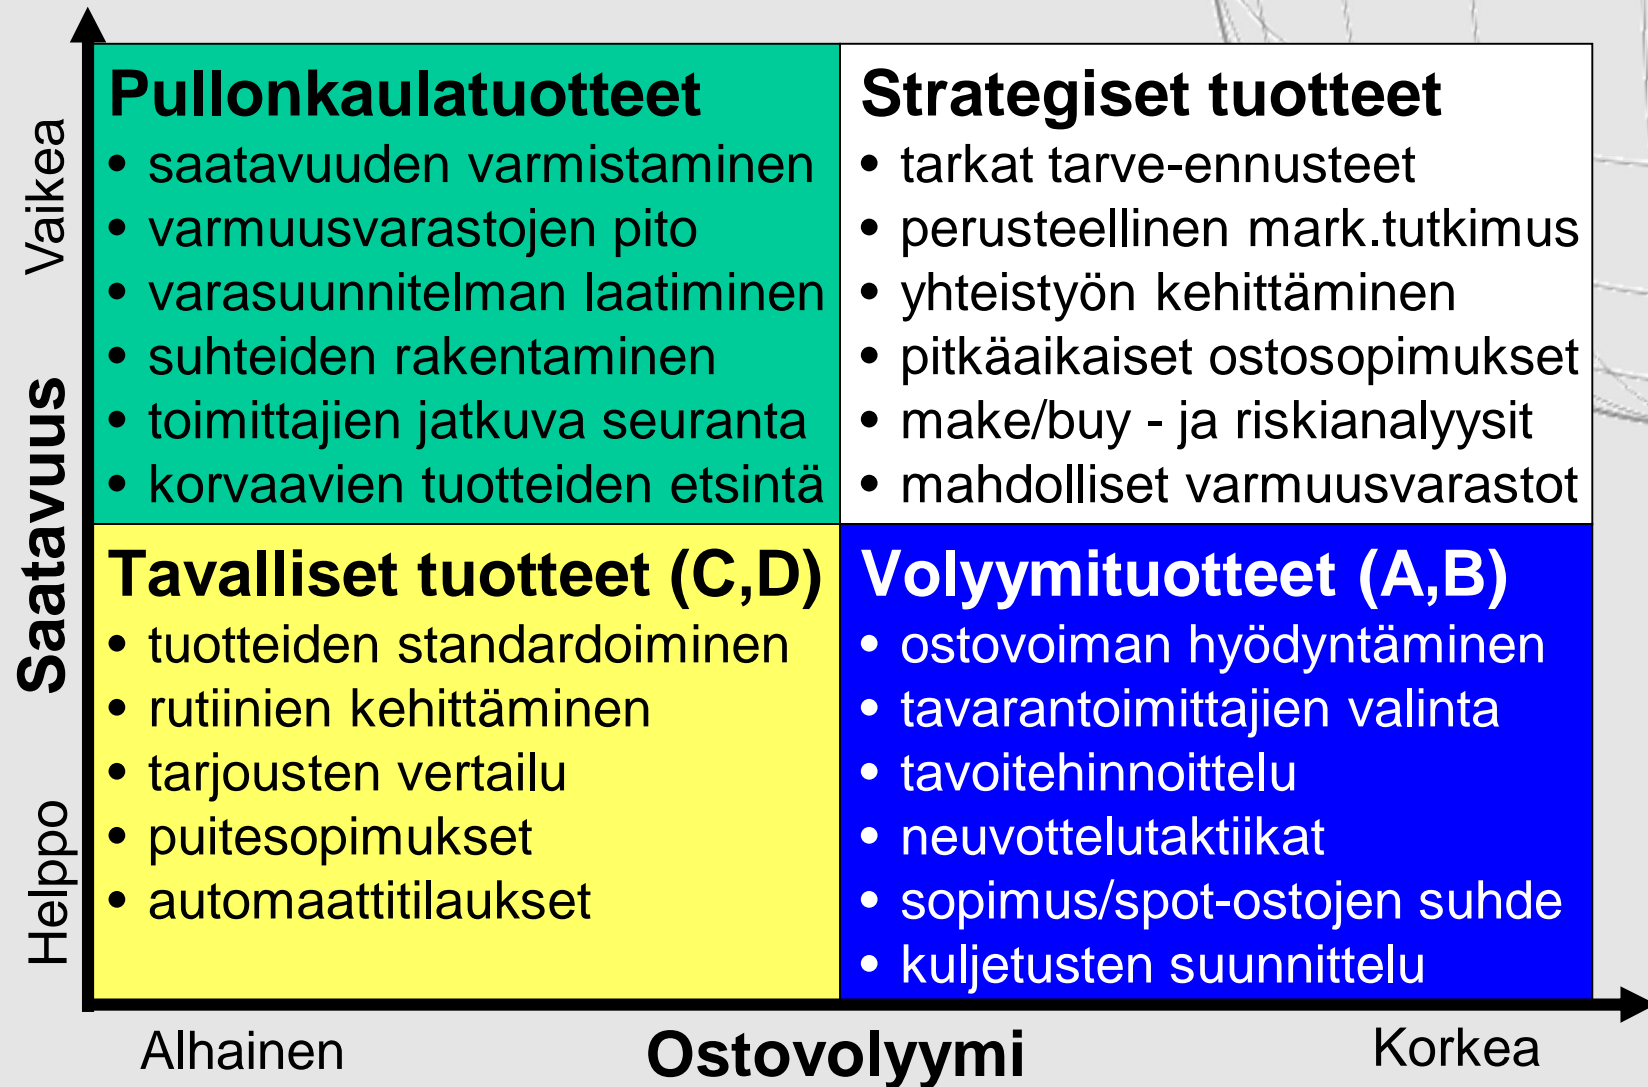 Pullonkaulatuotteet
• saatavuuden varmistaminen
• varmuusvarastojen pito
• varasuunnitelman laatiminen
• suhteiden rakentaminen
• toimittajien jatkuva seuranta
• korvaavien tuotteiden etsintä
Strategiset tuotteet
• tarkat tarve-ennusteet
• perusteellinen mark.tutkimus
• yhteistyön kehittäminen
• pitkäaikaiset ostosopimukset
• make/buy - ja riskianalyysit
• mahdolliset varmuusvarastot
Tavalliset tuotteet (C,D)
• tuotteiden standardoiminen
• rutiinien kehittäminen
• tarjousten vertailu
• puitesopimukset
• automaattitilaukset
Volyymituotteet (A,B)
• ostovoiman hyödyntäminen
• tavarantoimittajien valinta
• tavoitehinnoittelu
• neuvottelutaktiikat
• sopimus/spot-ostojen suhde
• kuljetusten suunnittelu
Vaikea
Saatavuus
Helppo
Alhainen
Ostovolyymi
Korkea